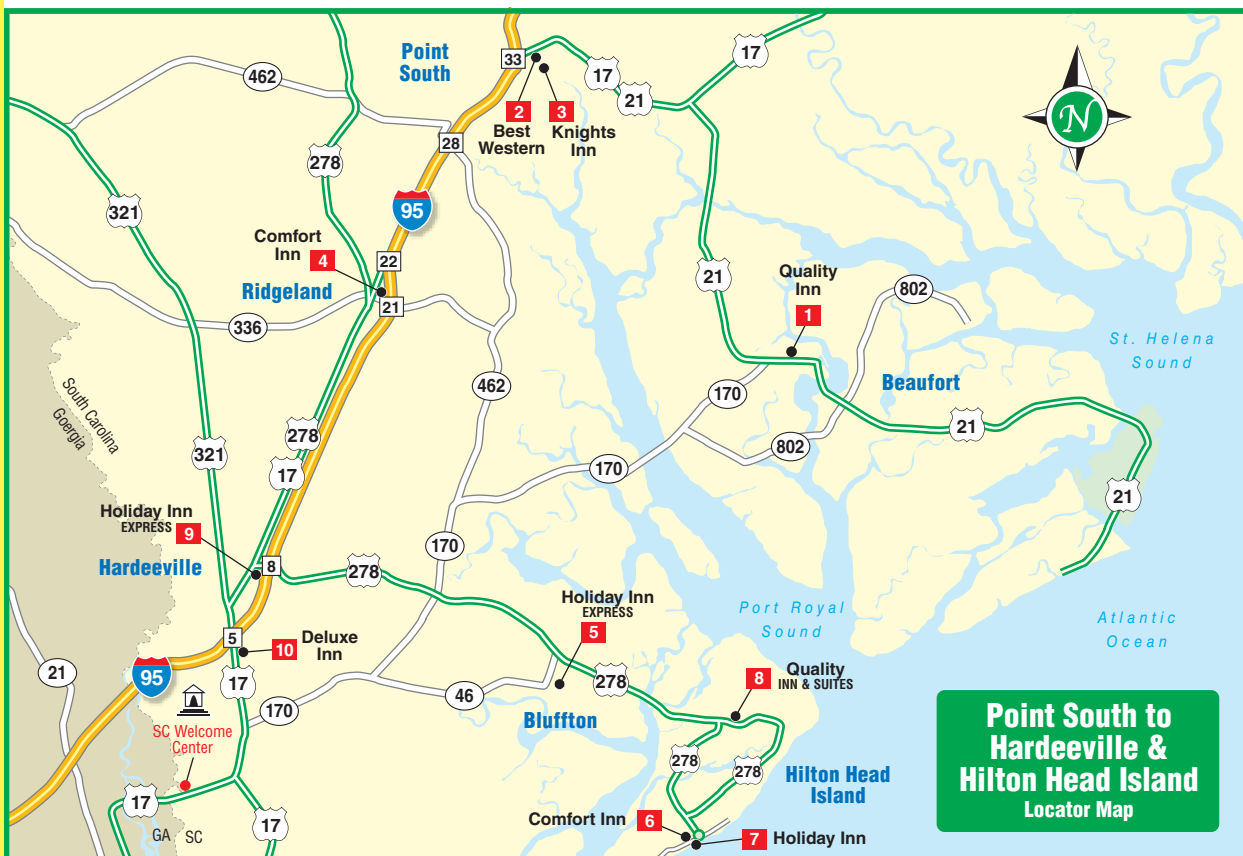 Point
South
33
17
17
21
N
462
2
Best
Western
3
Knights
Inn
28
278
321
95
Comfort
Inn
4
22
Ridgeland
21
336
21
Quality
Inn
1
802
St. Helena
Sound
Beaufort
South Carolina
Goergia
462
170
21
278
321
17
802
170
21
Holiday Inn
EXPRESS
9
Hardeeville
8
278
170
Holiday Inn
EXPRESS
5
Port Royal
Sound
Atlantic
Ocean
5
10
Deluxe
Inn
21
95
17
170
46
278
8
Quality
INN & SUITES
Bluffton
SC Welcome
Center
278
278
Hilton Head
Island
17
GA
SC
17
Comfort Inn
6
7
Holiday Inn
Point South to
Hardeeville &
Hilton Head Island
Locator Map